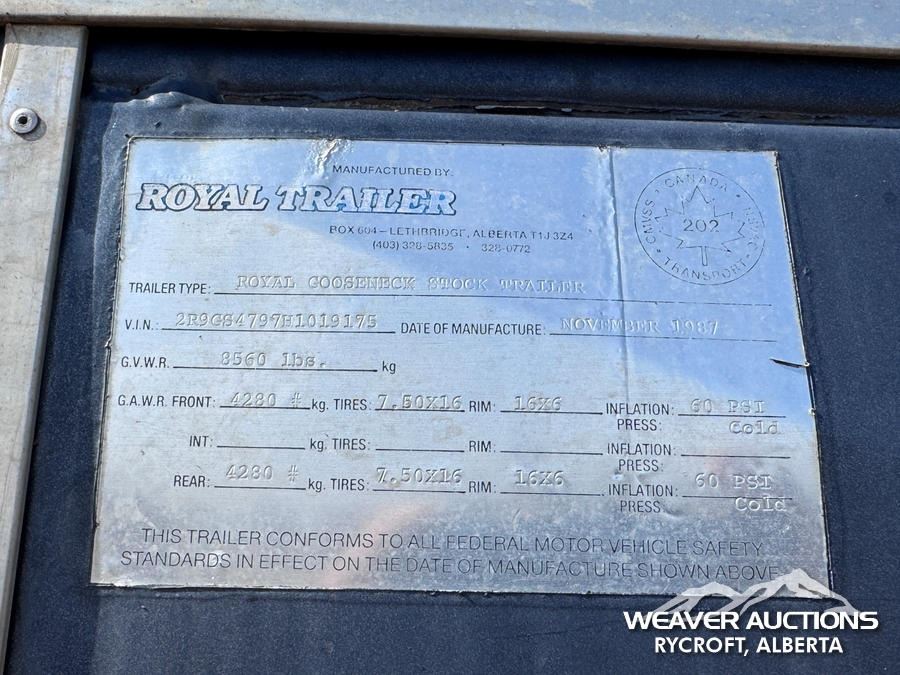 MANUFACTURED BY:
ROYAL TRAILER
BOX 604 – LETHBRIDGE, ALBERTA T1J 3Z4
(403) 328-5835 · 328-0772
CANADA
CMVSS · NSVAC
202
TRANSPORT
TRAILER TYPE: ROYAL GOOSENECK STOCK TRAILER
V.I.N. 2R9GS4797H1019175 DATE OF MANUFACTURE: NOVEMBER 1987
G.V.W.R. 8560 lbs. kg
G.A.W.R. FRONT: 4280 # kg. TIRES: 7.50X16 RIM: 16X6 INFLATION: 60 PSI
PRESS: Cold
INT: kg. TIRES: RIM: INFLATION:
PRESS:
REAR: 4280 # kg. TIRES: 7.50X16 RIM: 16X6 INFLATION: 60 PSI
PRESS: Cold
THIS TRAILER CONFORMS TO ALL FEDERAL MOTOR VEHICLE SAFETY
STANDARDS IN EFFECT ON THE DATE OF MANUFACTURE SHOWN ABOVE
WEAVER AUCTIONS
RYCROFT, ALBERTA